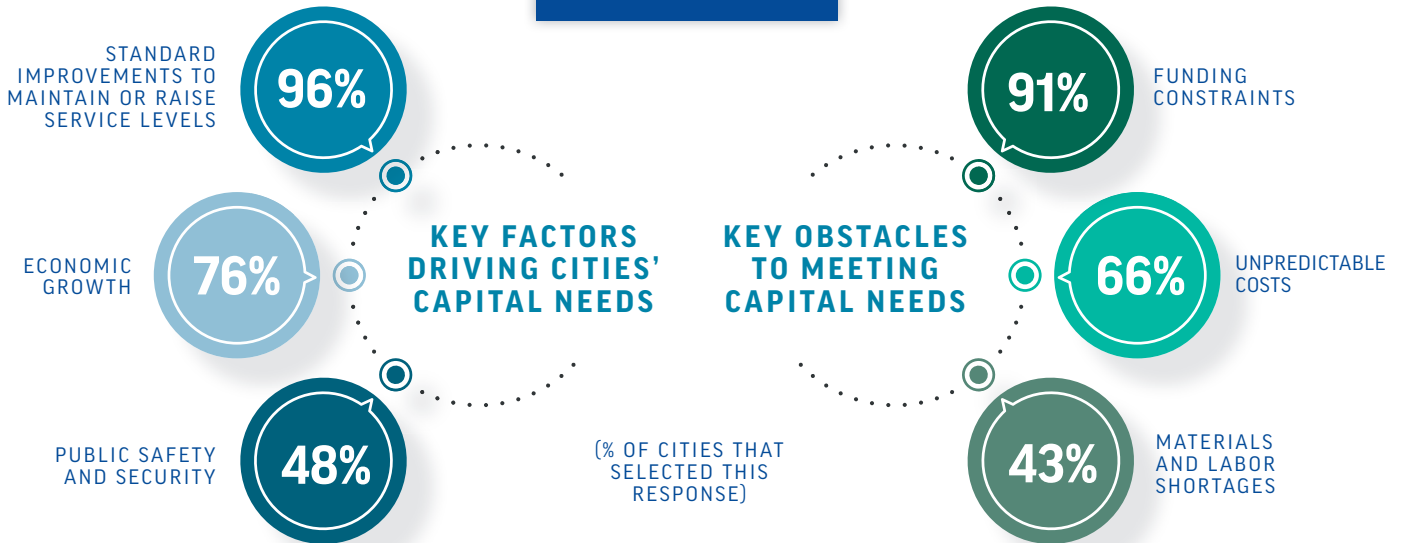 STANDARD
IMPROVEMENTS TO
MAINTAIN OR RAISE
SERVICE LEVELS
96%
ECONOMIC
GROWTH
76%
PUBLIC SAFETY
AND SECURITY
48%
KEY FACTORS
DRIVING CITIES’
CAPITAL NEEDS
KEY OBSTACLES
TO MEETING
CAPITAL NEEDS
91%
FUNDING
CONSTRAINTS
66%
UNPREDICTABLE
COSTS
43%
MATERIALS
AND LABOR
SHORTAGES
(% OF CITIES THAT
SELECTED THIS
RESPONSE)